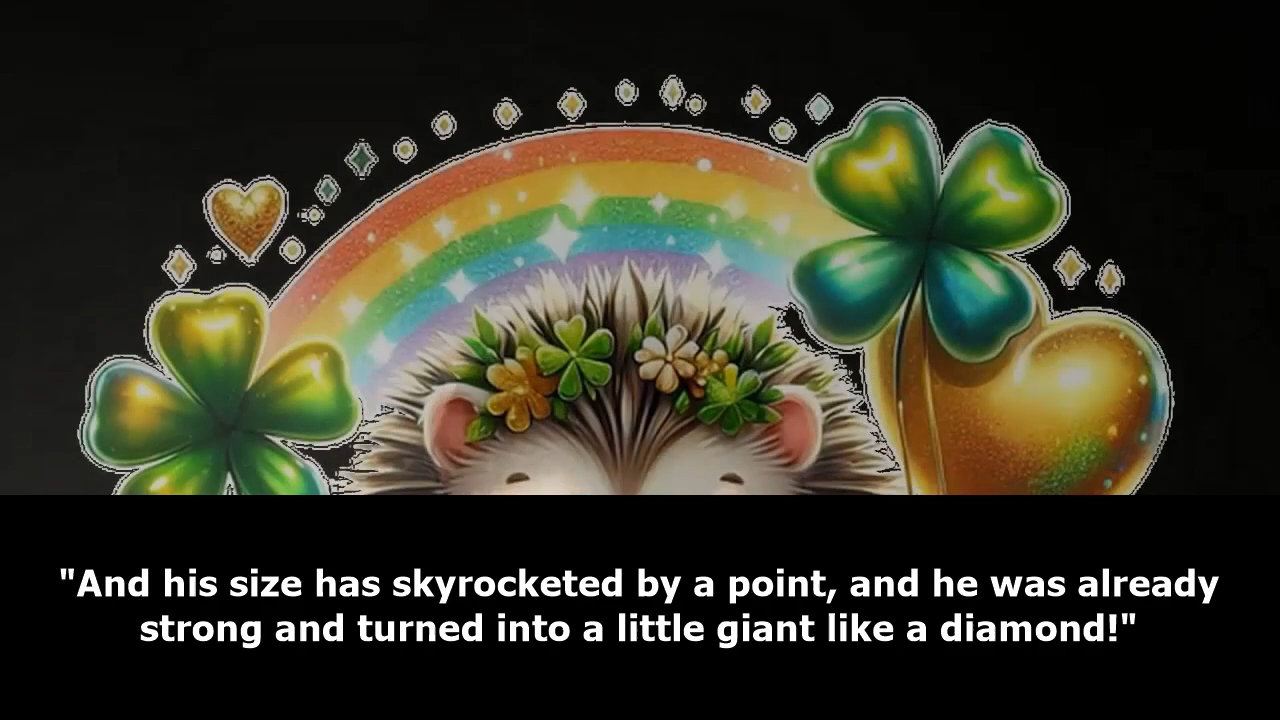 "And his size has skyrocketed by a point, and he was already
strong and turned into a little giant like a diamond!"